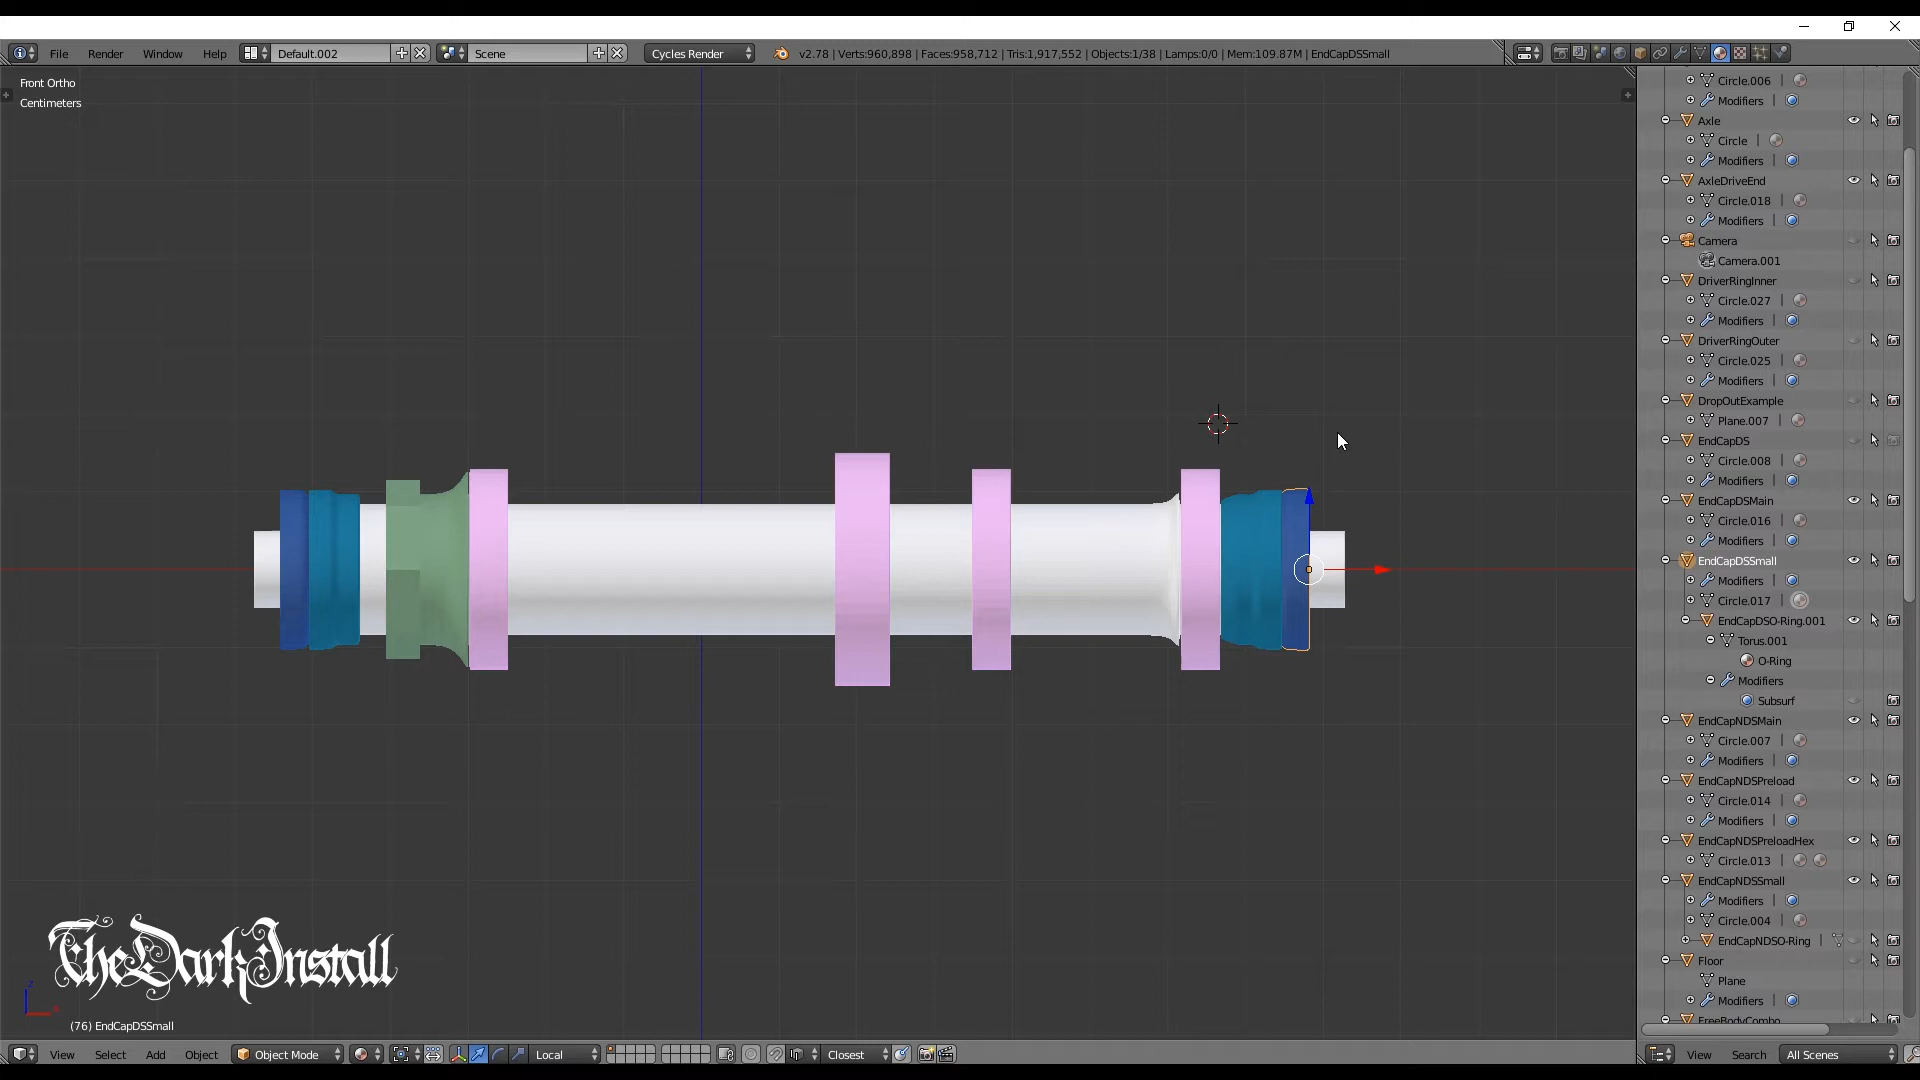 File Render Window Help Default.002 Scene Cycles Render v2.78 | Verts:960,898 | Faces:958,712 | Tris:1,917,552 | Objects:1/38 | Lamps:0/0 | Mem:109.87M | EndCapDSSmall
Front Ortho
Centimeters
Circle.006
Modifiers
Axle
Circle
Modifiers
AxleDriveEnd
Circle.018
Modifiers
Camera
Camera.001
DriverRingInner
Circle.027
Modifiers
DriverRingOuter
Circle.025
Modifiers
DropOutExample
Plane.007
EndCapDS
Circle.008
Modifiers
EndCapDSMain
Circle.016
Modifiers
EndCapDSSmall
Modifiers
Circle.017
EndCapDSO-Ring.001
Torus.001
O-Ring
Modifiers
Subsurf
EndCapNDSMain
Circle.007
Modifiers
EndCapNDSPreload
Circle.014
Modifiers
EndCapNDSPreloadHex
Circle.013
EndCapNDSSmall
Modifiers
Circle.004
EndCapNDSO-Ring
Floor
Plane
Modifiers
FreeBodyCombo
TheDarkInstall
(76) EndCapDSSmall
View Select Add Object Object Mode Local Closest View Search All Scenes